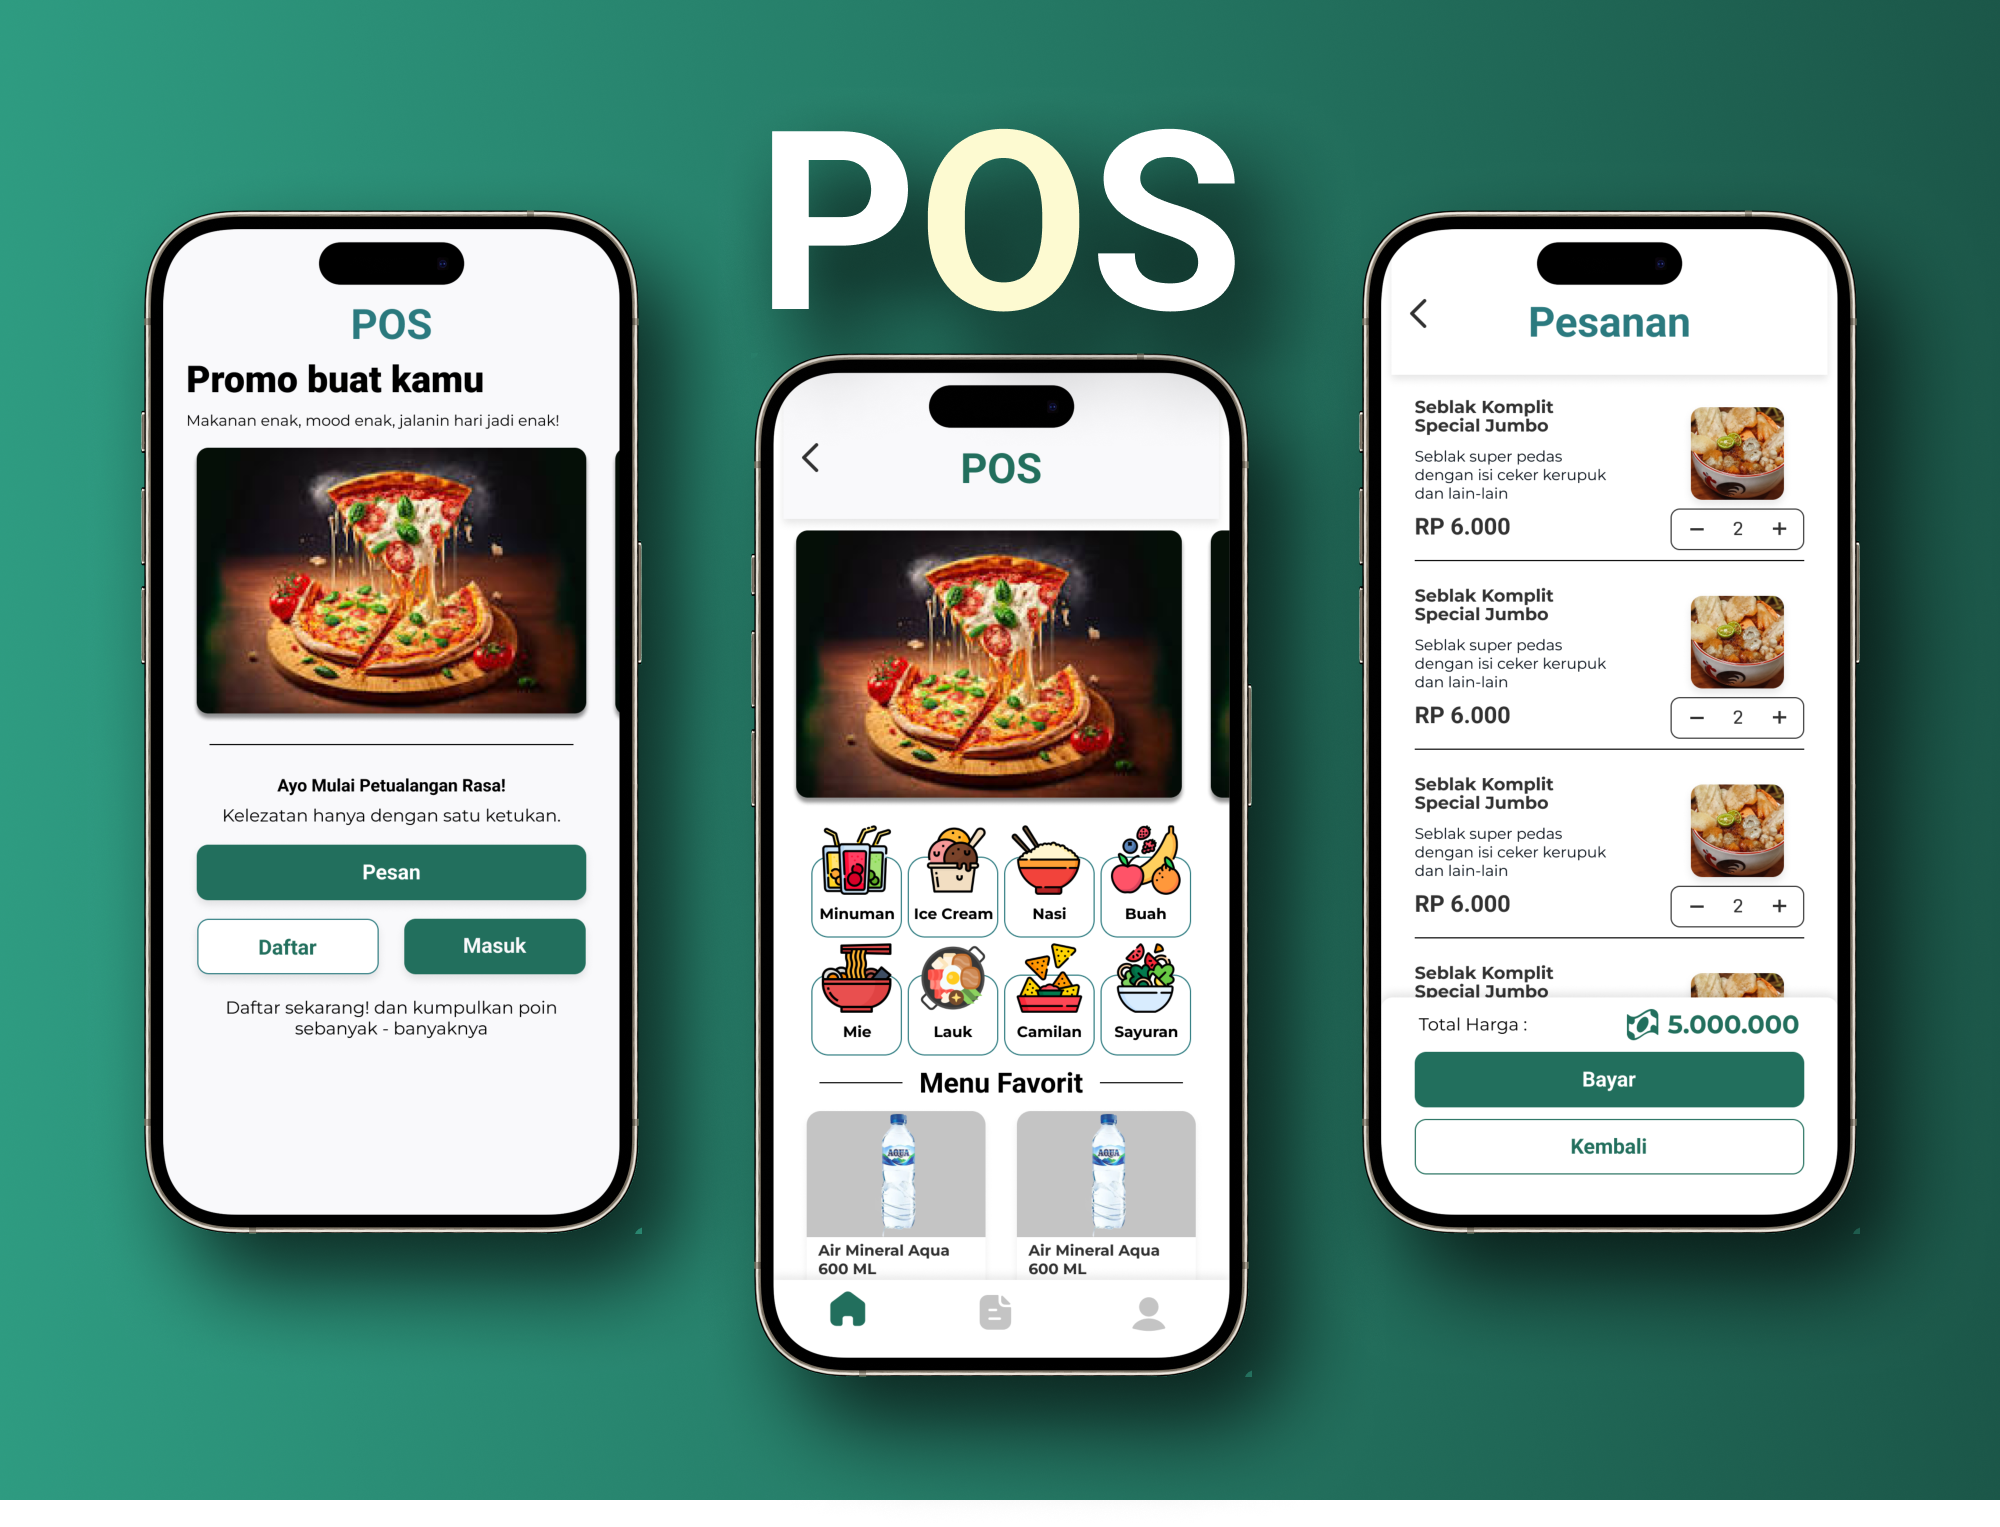 POS
POS
Promo buat kamu
Makanan enak, mood enak, jalanin hari jadi enak!
Ayo Mulai Petualangan Rasa!
Kelezatan hanya dengan satu ketukan.
Pesan
Daftar
Masuk
Daftar sekarang! dan kumpulkan poin
sebanyak - banyaknya
POS
Minuman
Ice Cream
Nasi
Buah
Mie
Lauk
Camilan
Sayuran
Menu Favorit
AQUA
AQUA
Air Mineral Aqua
600 ML
Air Mineral Aqua
600 ML
Pesanan
Seblak Komplit
Special Jumbo
Seblak super pedas
dengan isi ceker kerupuk
dan lain-lain
RP 6.000
− 2 +
Seblak Komplit
Special Jumbo
Seblak super pedas
dengan isi ceker kerupuk
dan lain-lain
RP 6.000
− 2 +
Seblak Komplit
Special Jumbo
Seblak super pedas
dengan isi ceker kerupuk
dan lain-lain
RP 6.000
− 2 +
Seblak Komplit
Special Jumbo
Total Harga :
5.000.000
Bayar
Kembali